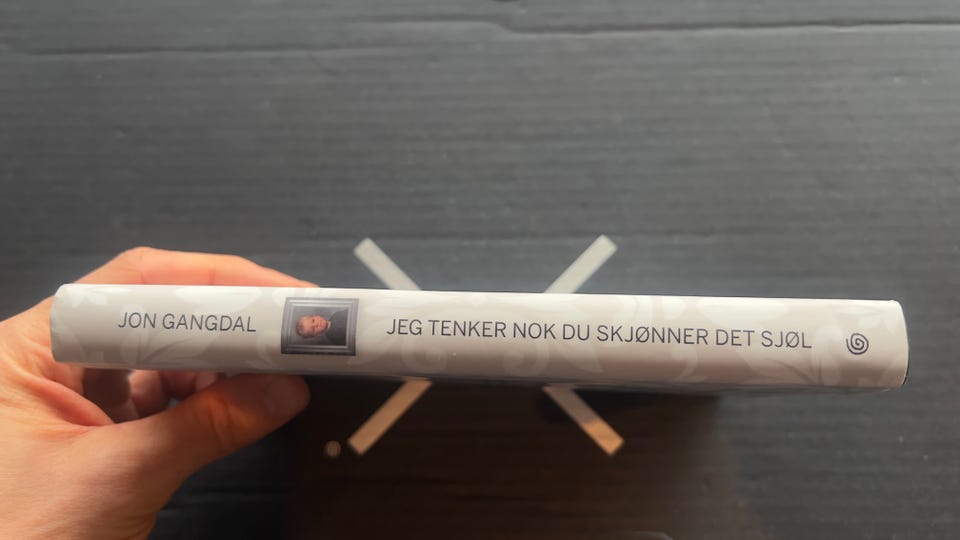 JON GANGDAL
JEG TENKER NOK DU SKJØNNER DET SJØL